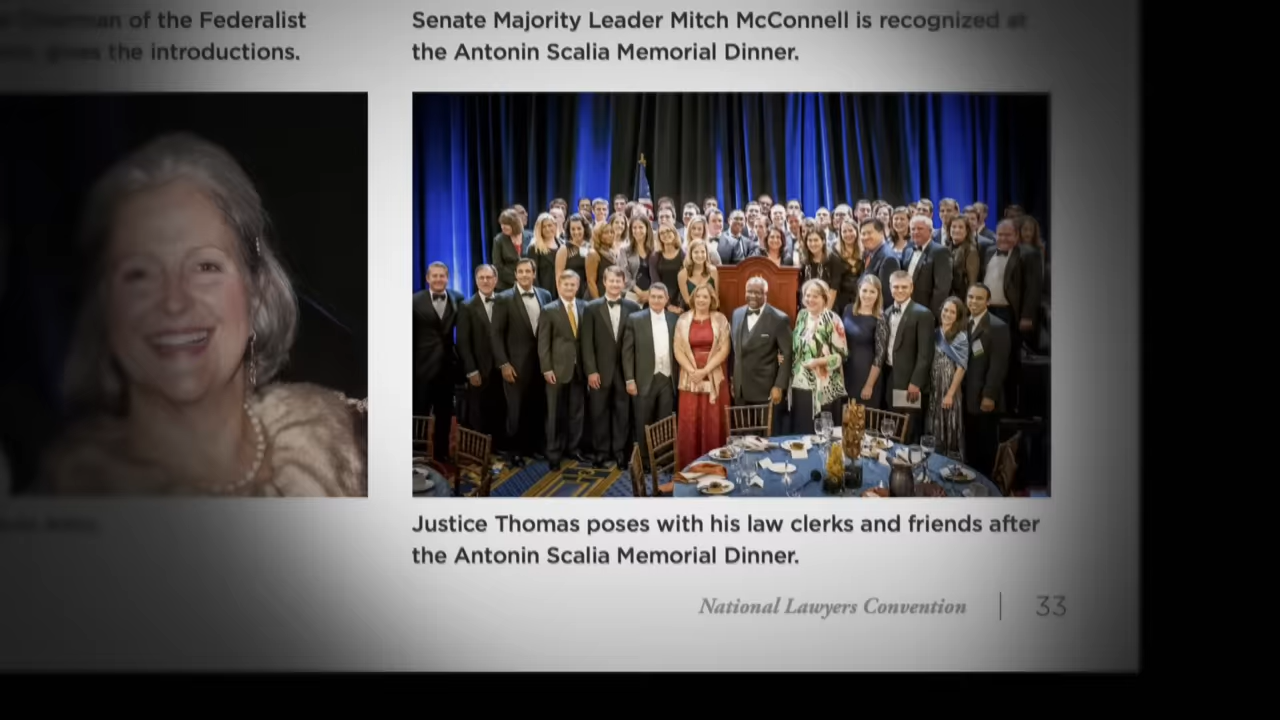 of the Federalist
the introductions.
Senate Majority Leader Mitch McConnell is recognized at
the Antonin Scalia Memorial Dinner.
Justice Thomas poses with his law clerks and friends after
the Antonin Scalia Memorial Dinner.
National Lawyers Convention | 33